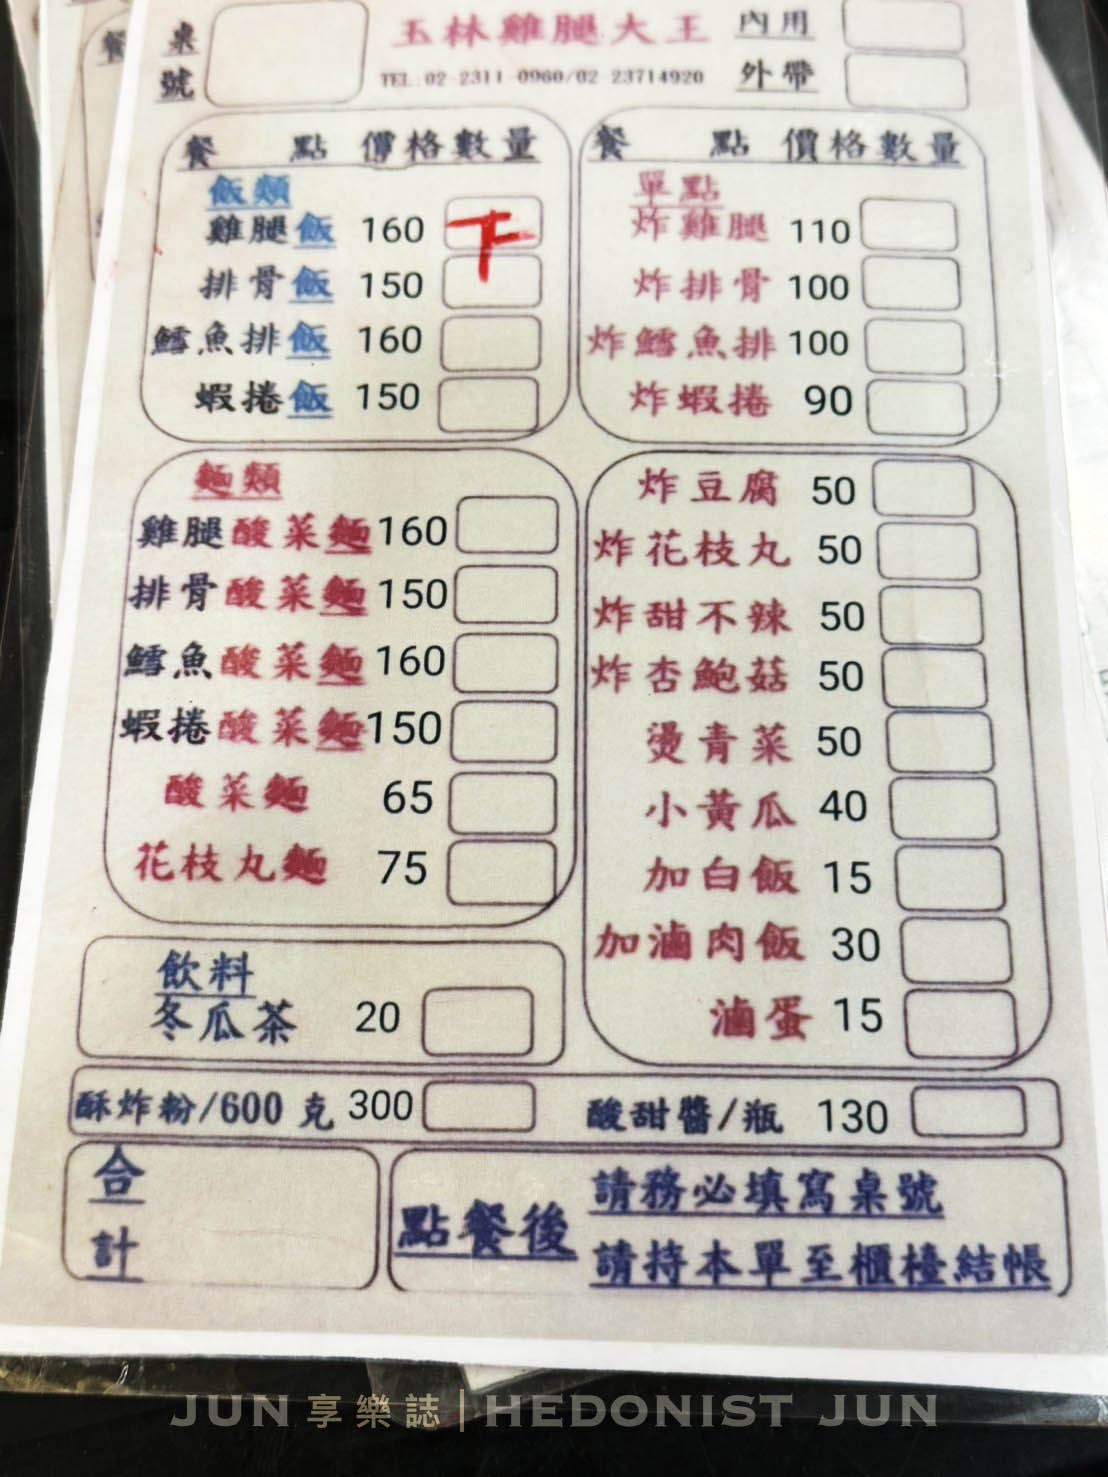 桌號
玉林雞腿大王
TEL:02-2311-0960/02-23714920
內用
外帶
餐 點 價格 數量
飯類
雞腿飯 160
排骨飯 150
鱈魚排飯 160
蝦捲飯 150
餐 點 價格 數量
單點
炸雞腿 110
炸排骨 100
炸鱈魚排 100
炸蝦捲 90
麵類
雞腿酸菜麵 160
排骨酸菜麵 150
鱈魚酸菜麵 160
蝦捲酸菜麵 150
酸菜麵 65
花枝丸麵 75
炸豆腐 50
炸花枝丸 50
炸甜不辣 50
炸杏鮑菇 50
燙青菜 50
小黃瓜 40
加白飯 15
加滷肉飯 30
滷蛋 15
飲料
冬瓜茶 20
酥炸粉/600 克 300
酸甜醬/瓶 130
合計
點餐後
請務必填寫桌號
請持本單至櫃檯結帳
JUN享樂誌|HEDONIST JUN